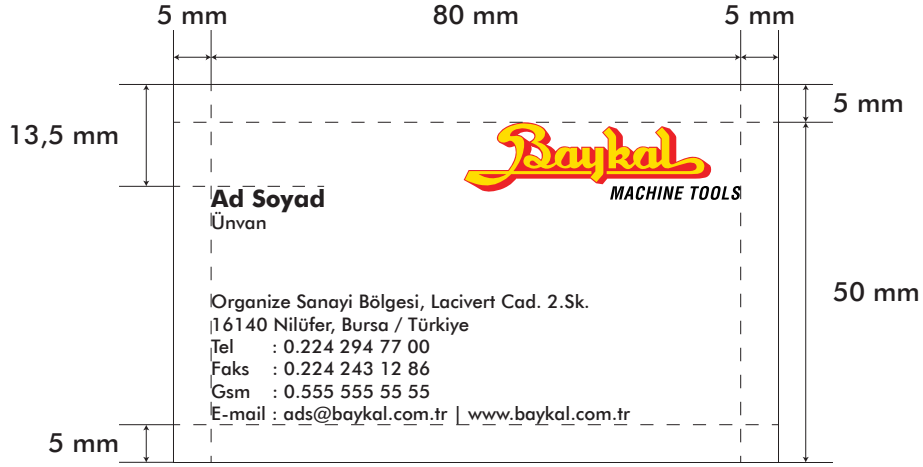 5 mm 80 mm 5 mm
5 mm
13,5 mm
Baykal
MACHINE TOOLS
Ad Soyad
Ünvan
50 mm
Organize Sanayi Bölgesi, Lacivert Cad. 2.Sk.
16140 Nilüfer, Bursa / Türkiye
Tel : 0.224 294 77 00
Faks : 0.224 243 12 86
Gsm : 0.555 555 55 55
E-mail : ads@baykal.com.tr | www.baykal.com.tr
5 mm